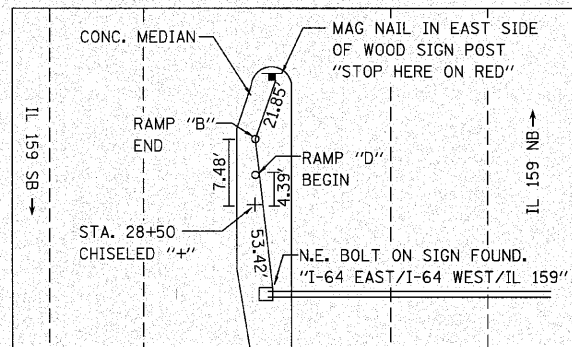 CONC. MEDIAN
MAG NAIL IN EAST SIDE
OF WOOD SIGN POST
"STOP HERE ON RED"
IL 159 SB
21.85'
RAMP "B"
END
7.48'
RAMP "D"
BEGIN
4.39'
IL 159 NB
STA. 28+50
CHISELED "+"
53.42'
N.E. BOLT ON SIGN FOUND.
"I-64 EAST/I-64 WEST/IL 159"